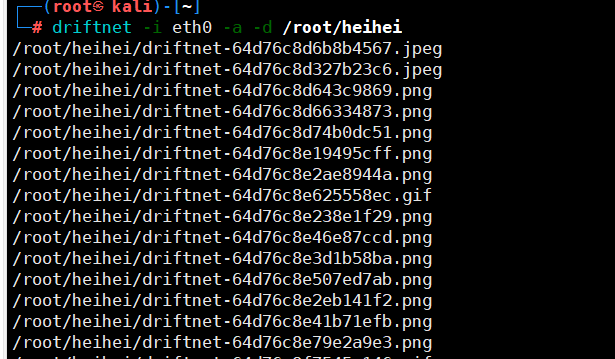 (root㉿kali)-[~]
# driftnet -i eth0 -a -d /root/heihei
/root/heihei/driftnet-64d76c8d6b8b4567.jpeg
/root/heihei/driftnet-64d76c8d327b23c6.jpeg
/root/heihei/driftnet-64d76c8d643c9869.png
/root/heihei/driftnet-64d76c8d66334873.png
/root/heihei/driftnet-64d76c8d74b0dc51.png
/root/heihei/driftnet-64d76c8e19495cff.png
/root/heihei/driftnet-64d76c8e2ae8944a.png
/root/heihei/driftnet-64d76c8e625558ec.gif
/root/heihei/driftnet-64d76c8e238e1f29.png
/root/heihei/driftnet-64d76c8e46e87ccd.png
/root/heihei/driftnet-64d76c8e3d1b58ba.png
/root/heihei/driftnet-64d76c8e507ed7ab.png
/root/heihei/driftnet-64d76c8e2eb141f2.png
/root/heihei/driftnet-64d76c8e41b71efb.png
/root/heihei/driftnet-64d76c8e79e2a9e3.png